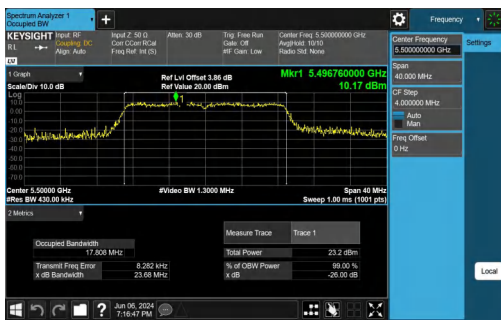 Spectrum Analyzer 1
Occupied BW
+
Frequency
KEYSIGHT
RL
Input: RF
Coupling: DC
Align: Auto
Input Z: 50 Ω
Corr CCorr RCal
Freq Ref: Int (S)
Atten: 30 dB
Trig: Free Run
Gate: Off
#IF Gain: Low
Center Freq: 5.500000000 GHz
Avg|Hold: 10/10
Radio Std: None
LW
Center Frequency
5.500000000 GHz
Settings
Span
40.000 MHz
CF Step
4.000000 MHz
Auto
Man
Freq Offset
0 Hz
Local
1 Graph
Scale/Div 10.0 dB
Ref Lvl Offset 3.86 dB
Ref Value 20.00 dBm
Mkr1 5.496760000 GHz
10.17 dBm
Log
10.0
0.00
-10.0
-20.0
-30.0
-40.0
-50.0
-60.0
-70.0
1
Center 5.50000 GHz
#Res BW 430.00 kHz
#Video BW 1.3000 MHz
Span 40 MHz
Sweep 1.00 ms (1001 pts)
2 Metrics
Measure Trace
Trace 1
Occupied Bandwidth
17.808 MHz
Total Power
23.2 dBm
Transmit Freq Error
8.282 kHz
% of OBW Power
99.00 %
x dB Bandwidth
23.68 MHz
x dB
-26.00 dB
?
Jun 06, 2024
7:16:47 PM